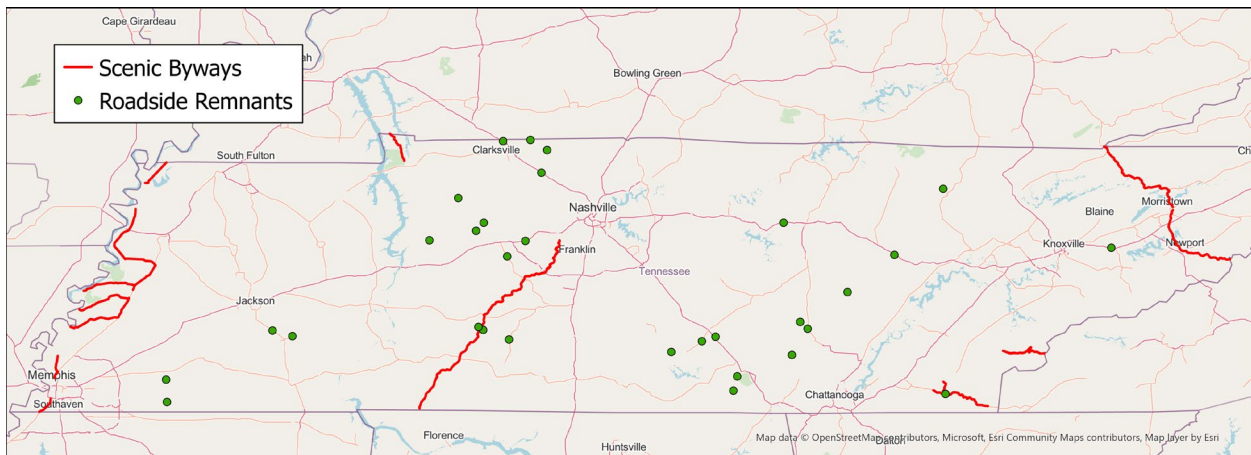 Cape Girardeau
Scenic Byways
Roadside Remnants
Bowling Green
South Fulton
Clarksville
Nashville
Franklin
Tennessee
Blaine
Morristown
Knoxville
Newport
Jackson
Memphis
Southaven
Chattanooga
Florence
Huntsville
Dalton
Map data © OpenStreetMap contributors, Microsoft, Esri Community Maps contributors, Map layer by Esri